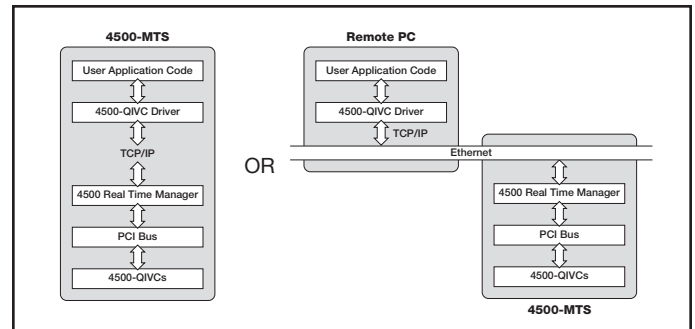 4500-MTS
User Application Code
4500-QIVC Driver
TCP/IP
4500 Real Time Manager
PCI Bus
4500-QIVCs
OR
Remote PC
User Application Code
4500-QIVC Driver
TCP/IP
Ethernet
4500 Real Time Manager
PCI Bus
4500-QIVCs
4500-MTS